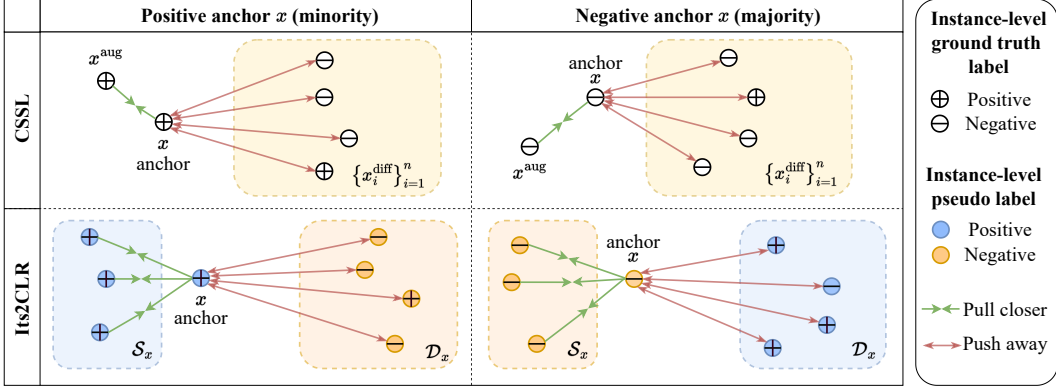 Positive anchor x (minority)
Negative anchor x (majority)
CSSL
x^aug
x
anchor
{x_i^diff}_{i=1}^n
anchor
x
x^aug
{x_i^diff}_{i=1}^n
Its2CLR
S_x
x
anchor
D_x
anchor
x
S_x
D_x
Instance-level
ground truth
label
Positive
Negative
Instance-level
pseudo label
Positive
Negative
Pull closer
Push away